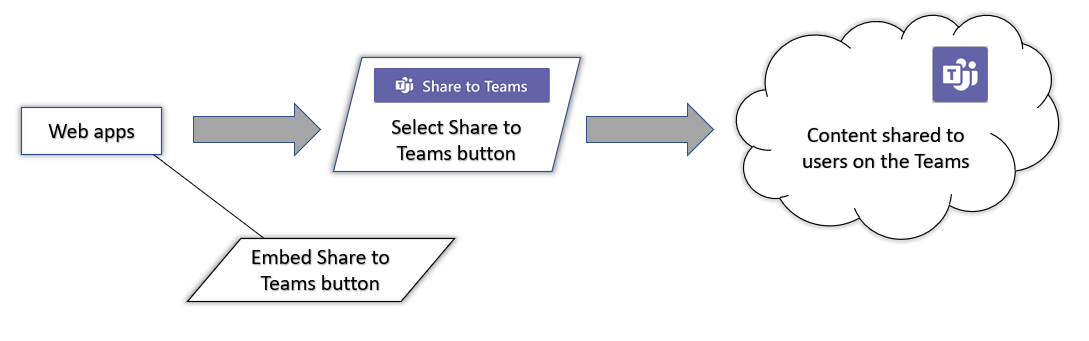 Web apps
Share to Teams
Select Share to
Teams button
Content shared to
users on the Teams
Embed Share to
Teams button